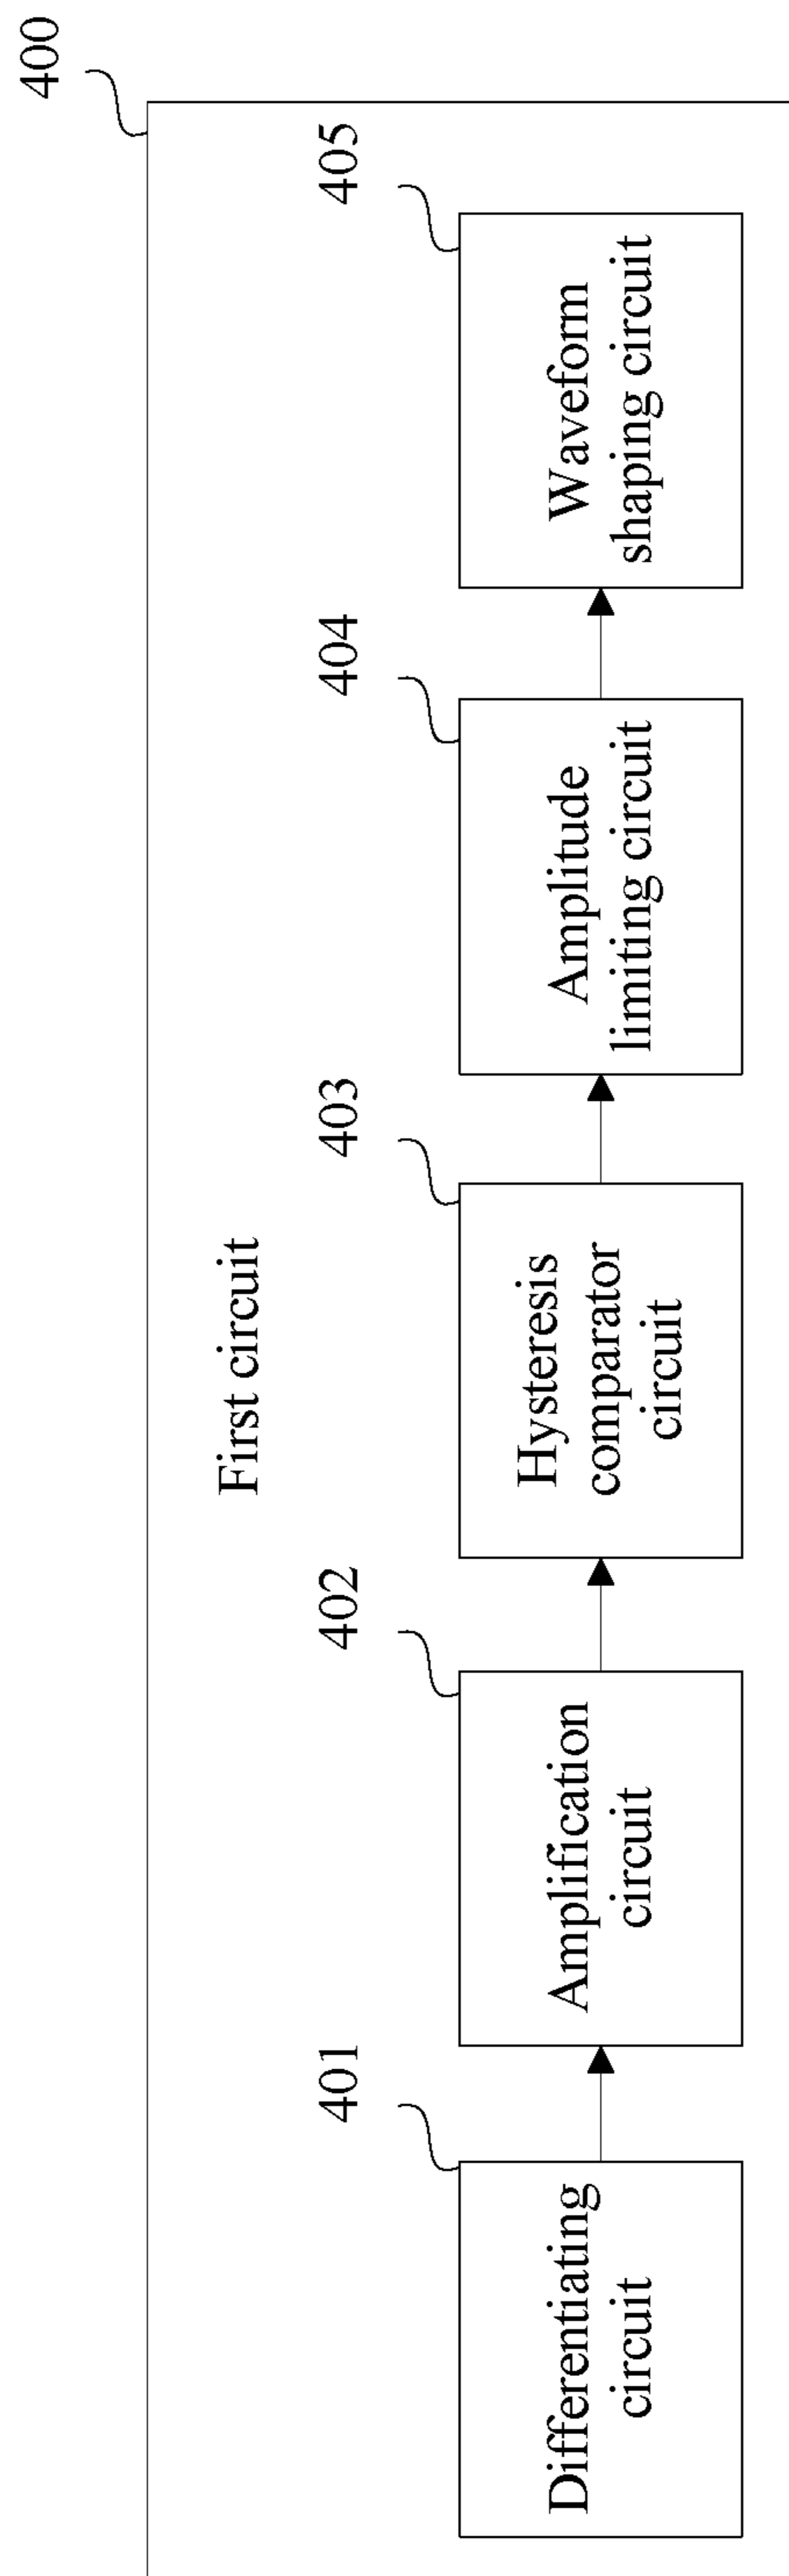 400
First circuit
401
402
403
404
405
Differentiating
circuit
Amplification
circuit
Hysteresis
comparator
circuit
Amplitude
limiting circuit
Waveform
shaping circuit